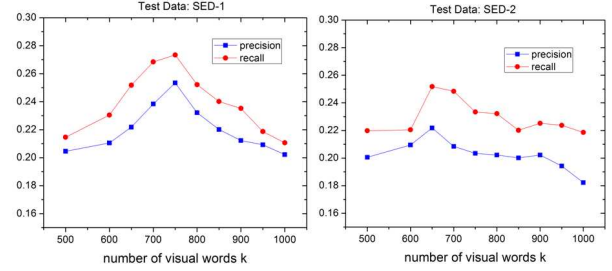 Test Data: SED-1
0.30
0.28
0.26
0.24
0.22
0.20
0.18
0.16
precision
recall
500 600 700 800 900 1000
number of visual words k
Test Data: SED-2
0.30
0.28
0.26
0.24
0.22
0.20
0.18
0.16
precision
recall
500 600 700 800 900 1000
number of visual words k